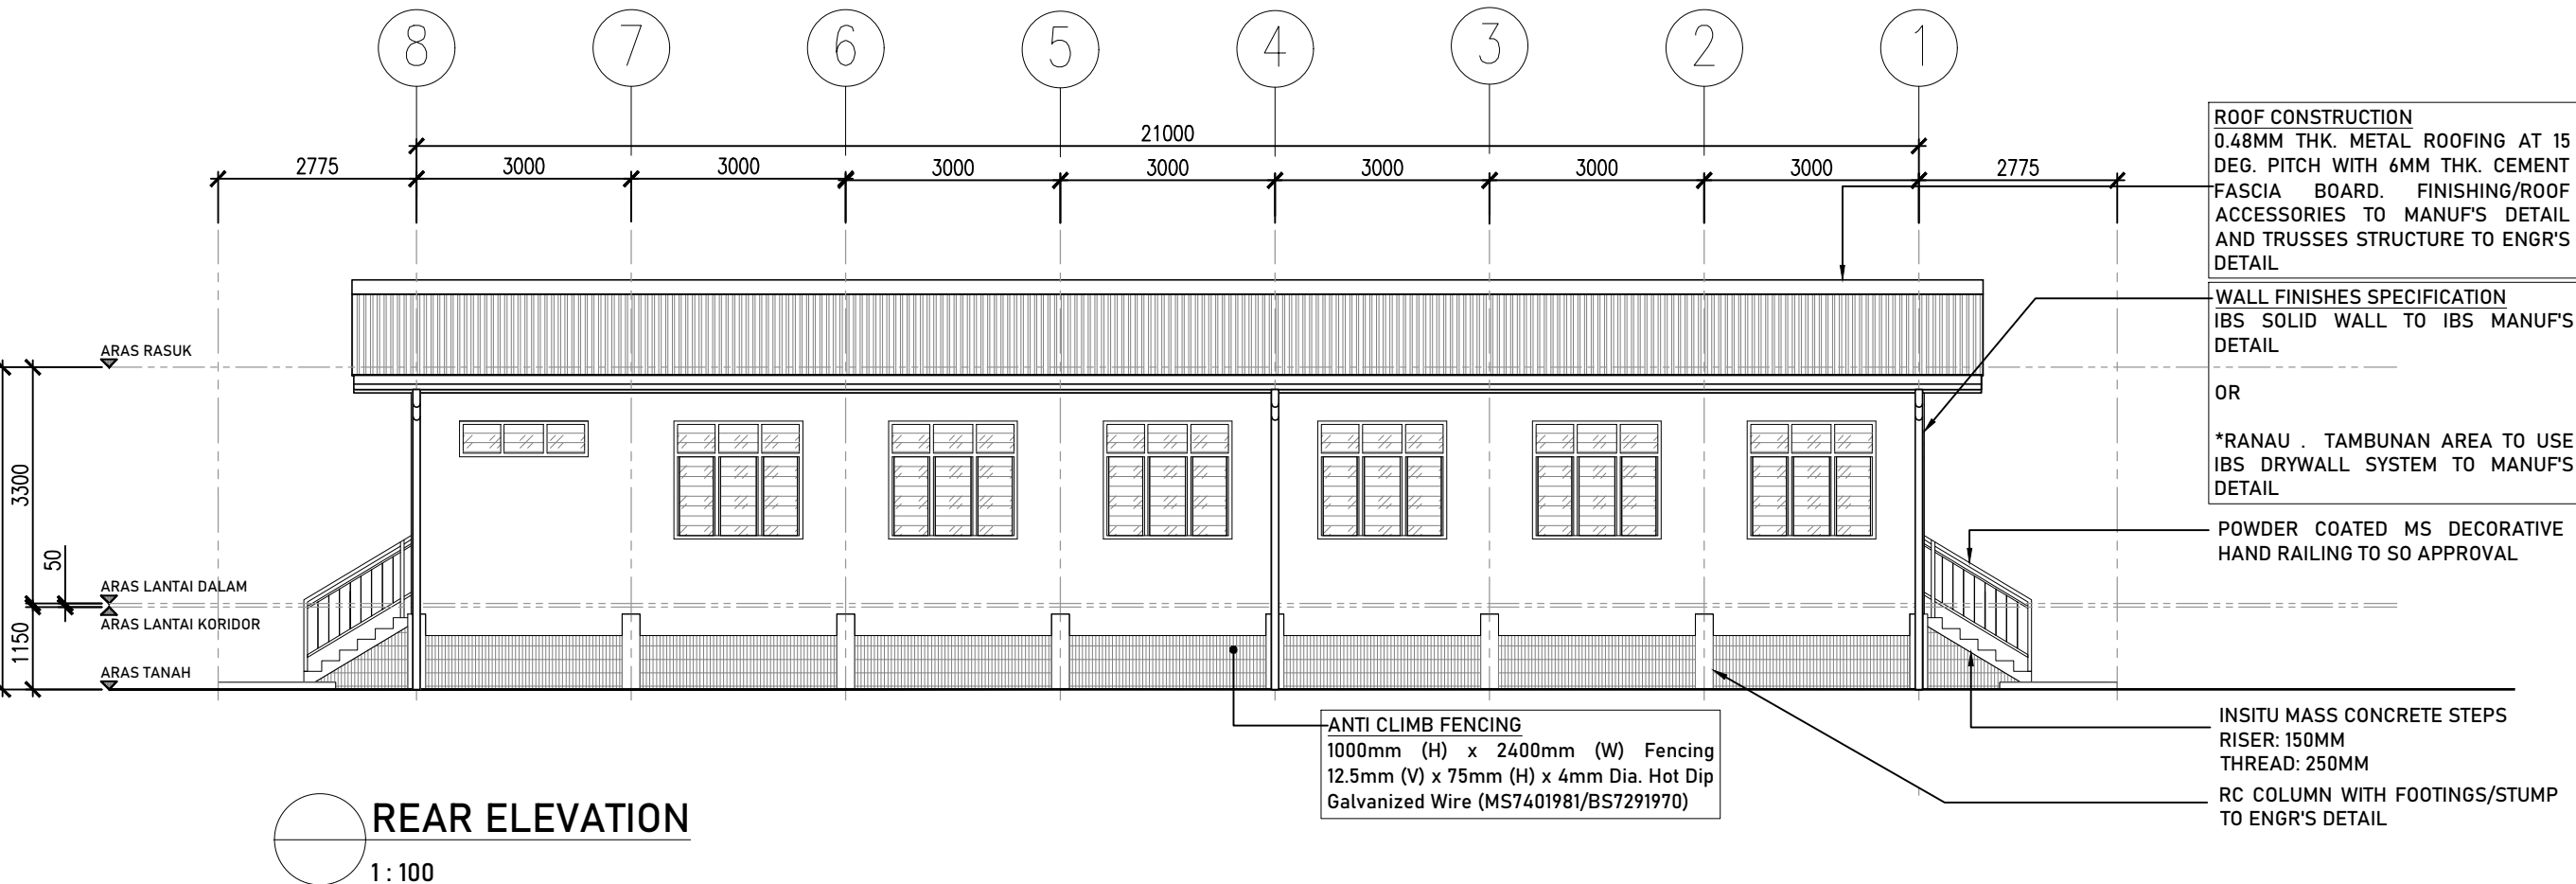 8 7 6 5 4 3 2 1
21000
2775 3000 3000 3000 3000 3000 3000 3000 2775
ROOF CONSTRUCTION
0.48MM THK. METAL ROOFING AT 15
DEG. PITCH WITH 6MM THK. CEMENT
FASCIA BOARD. FINISHING/ROOF
ACCESSORIES TO MANUF'S DETAIL
AND TRUSSES STRUCTURE TO ENGR'S
DETAIL
WALL FINISHES SPECIFICATION
IBS SOLID WALL TO IBS MANUF'S
DETAIL
OR
*RANAU . TAMBUNAN AREA TO USE
IBS DRYWALL SYSTEM TO MANUF'S
DETAIL
POWDER COATED MS DECORATIVE
HAND RAILING TO SO APPROVAL
ARAS RASUK
3300
50
ARAS LANTAI DALAM
ARAS LANTAI KORIDOR
1150
ARAS TANAH
INSITU MASS CONCRETE STEPS
RISER: 150MM
THREAD: 250MM
RC COLUMN WITH FOOTINGS/STUMP
TO ENGR'S DETAIL
ANTI CLIMB FENCING
1000mm (H) x 2400mm (W) Fencing
12.5mm (V) x 75mm (H) x 4mm Dia. Hot Dip
Galvanized Wire (MS7401981/BS7291970)
REAR ELEVATION
1 : 100